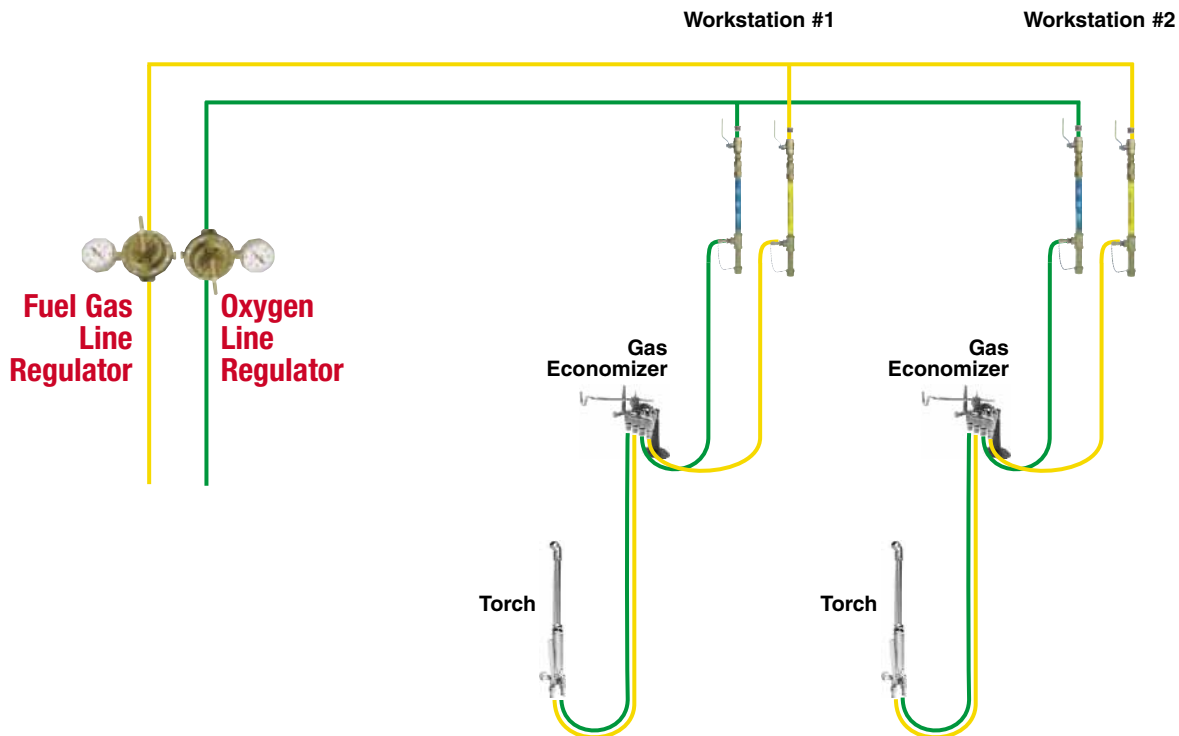 Workstation #1
Workstation #2
Fuel Gas
Line
Regulator
Oxygen
Line
Regulator
Gas
Economizer
Gas
Economizer
Torch
Torch